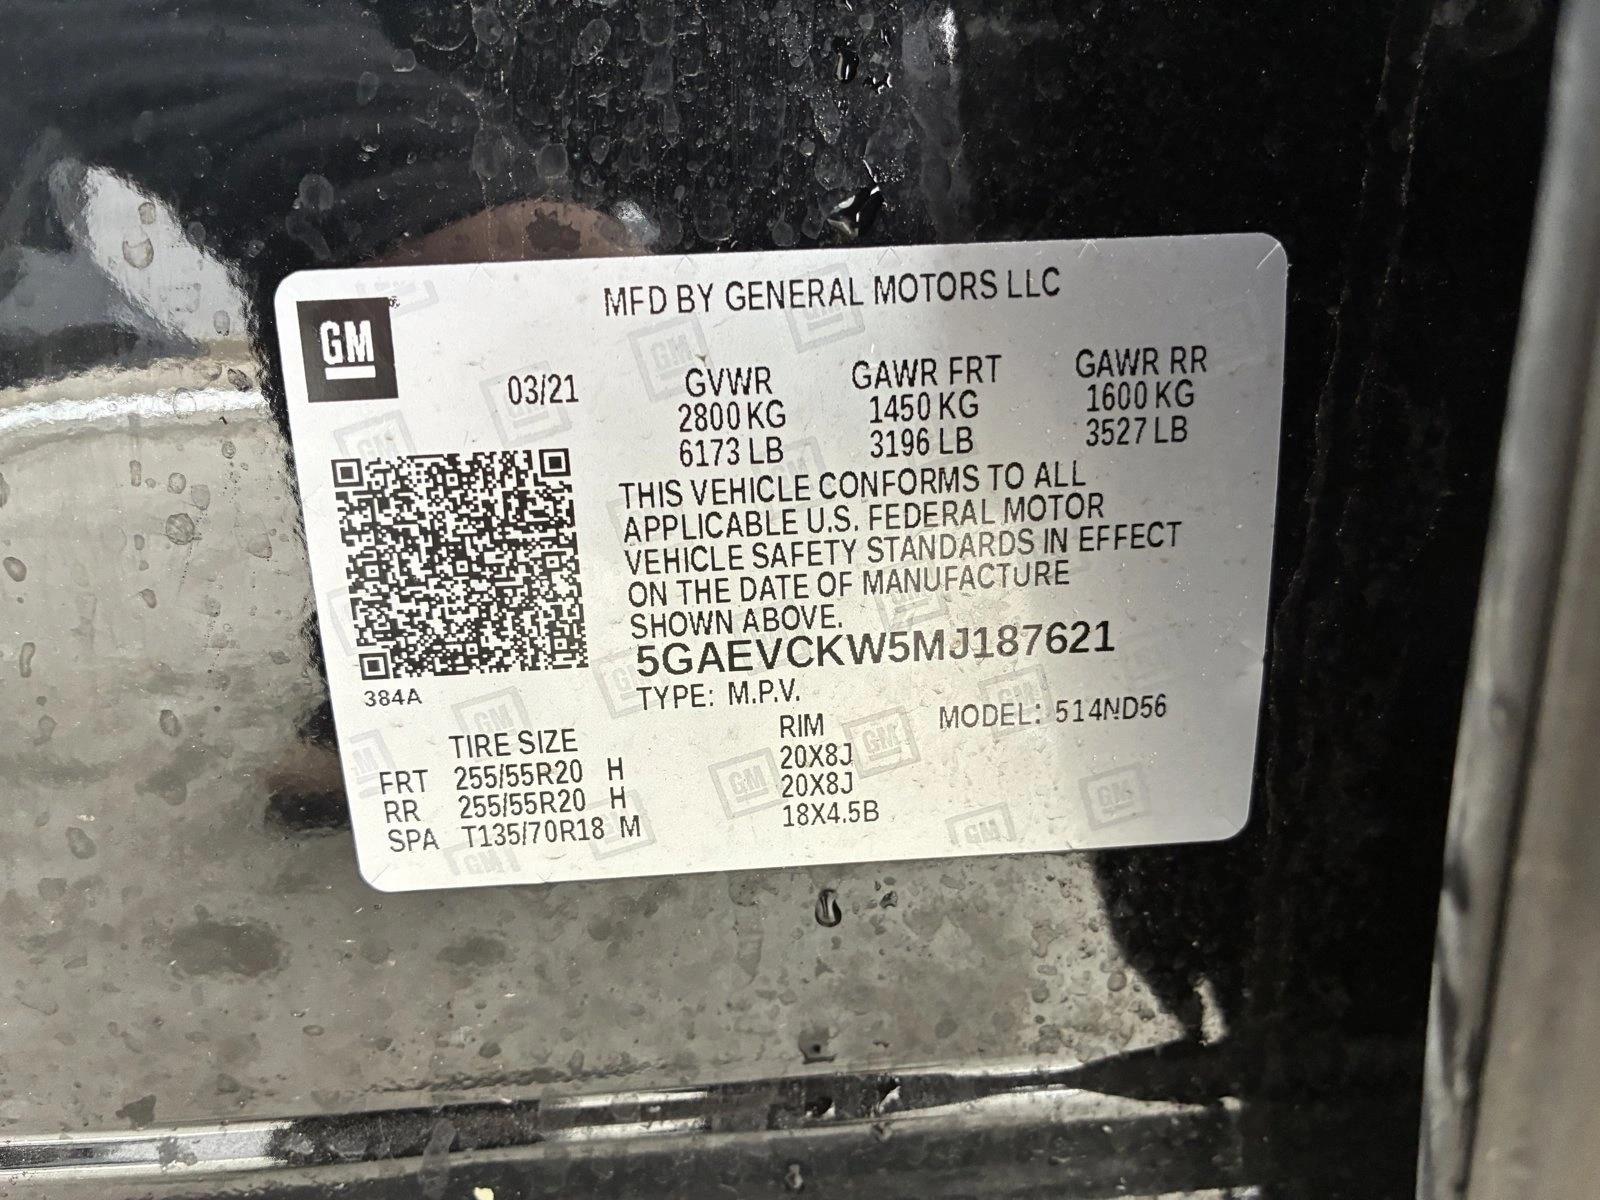 MFD BY GENERAL MOTORS LLC
GM
03/21
GVWR GAWR FRT GAWR RR
2800 KG 1450 KG 1600 KG
6173 LB 3196 LB 3527 LB
THIS VEHICLE CONFORMS TO ALL
APPLICABLE U.S. FEDERAL MOTOR
VEHICLE SAFETY STANDARDS IN EFFECT
ON THE DATE OF MANUFACTURE
SHOWN ABOVE.
5GAEVCKW5MJ187621
384A
TYPE: M.P.V.
MODEL: 514ND56
TIRE SIZE RIM
FRT 255/55R20 H 20X8J
RR 255/55R20 H 20X8J
SPA T135/70R18 M 18X4.5B